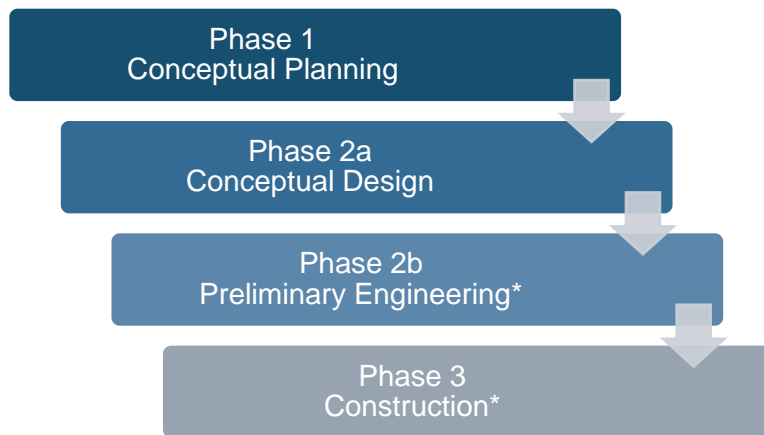 Phase 1
Conceptual Planning
Phase 2a
Conceptual Design
Phase 2b
Preliminary Engineering*
Phase 3
Construction*